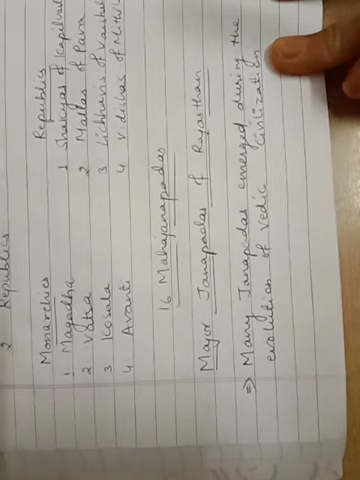 2 Republics.
Monarchies Republics
1 Magadha 1 Shakyas of Kapilva
2 Vatsa 2 Mallas of Pava
3 Kosala 3 Lichhavis of Vaishal
4 Avanti 4 Videhas of Mithil
16 Mahajanapadas
Major Janapadas of Rajasthan
⇒ Many Janapadas emerged during the
evolution of Vedic Civilization